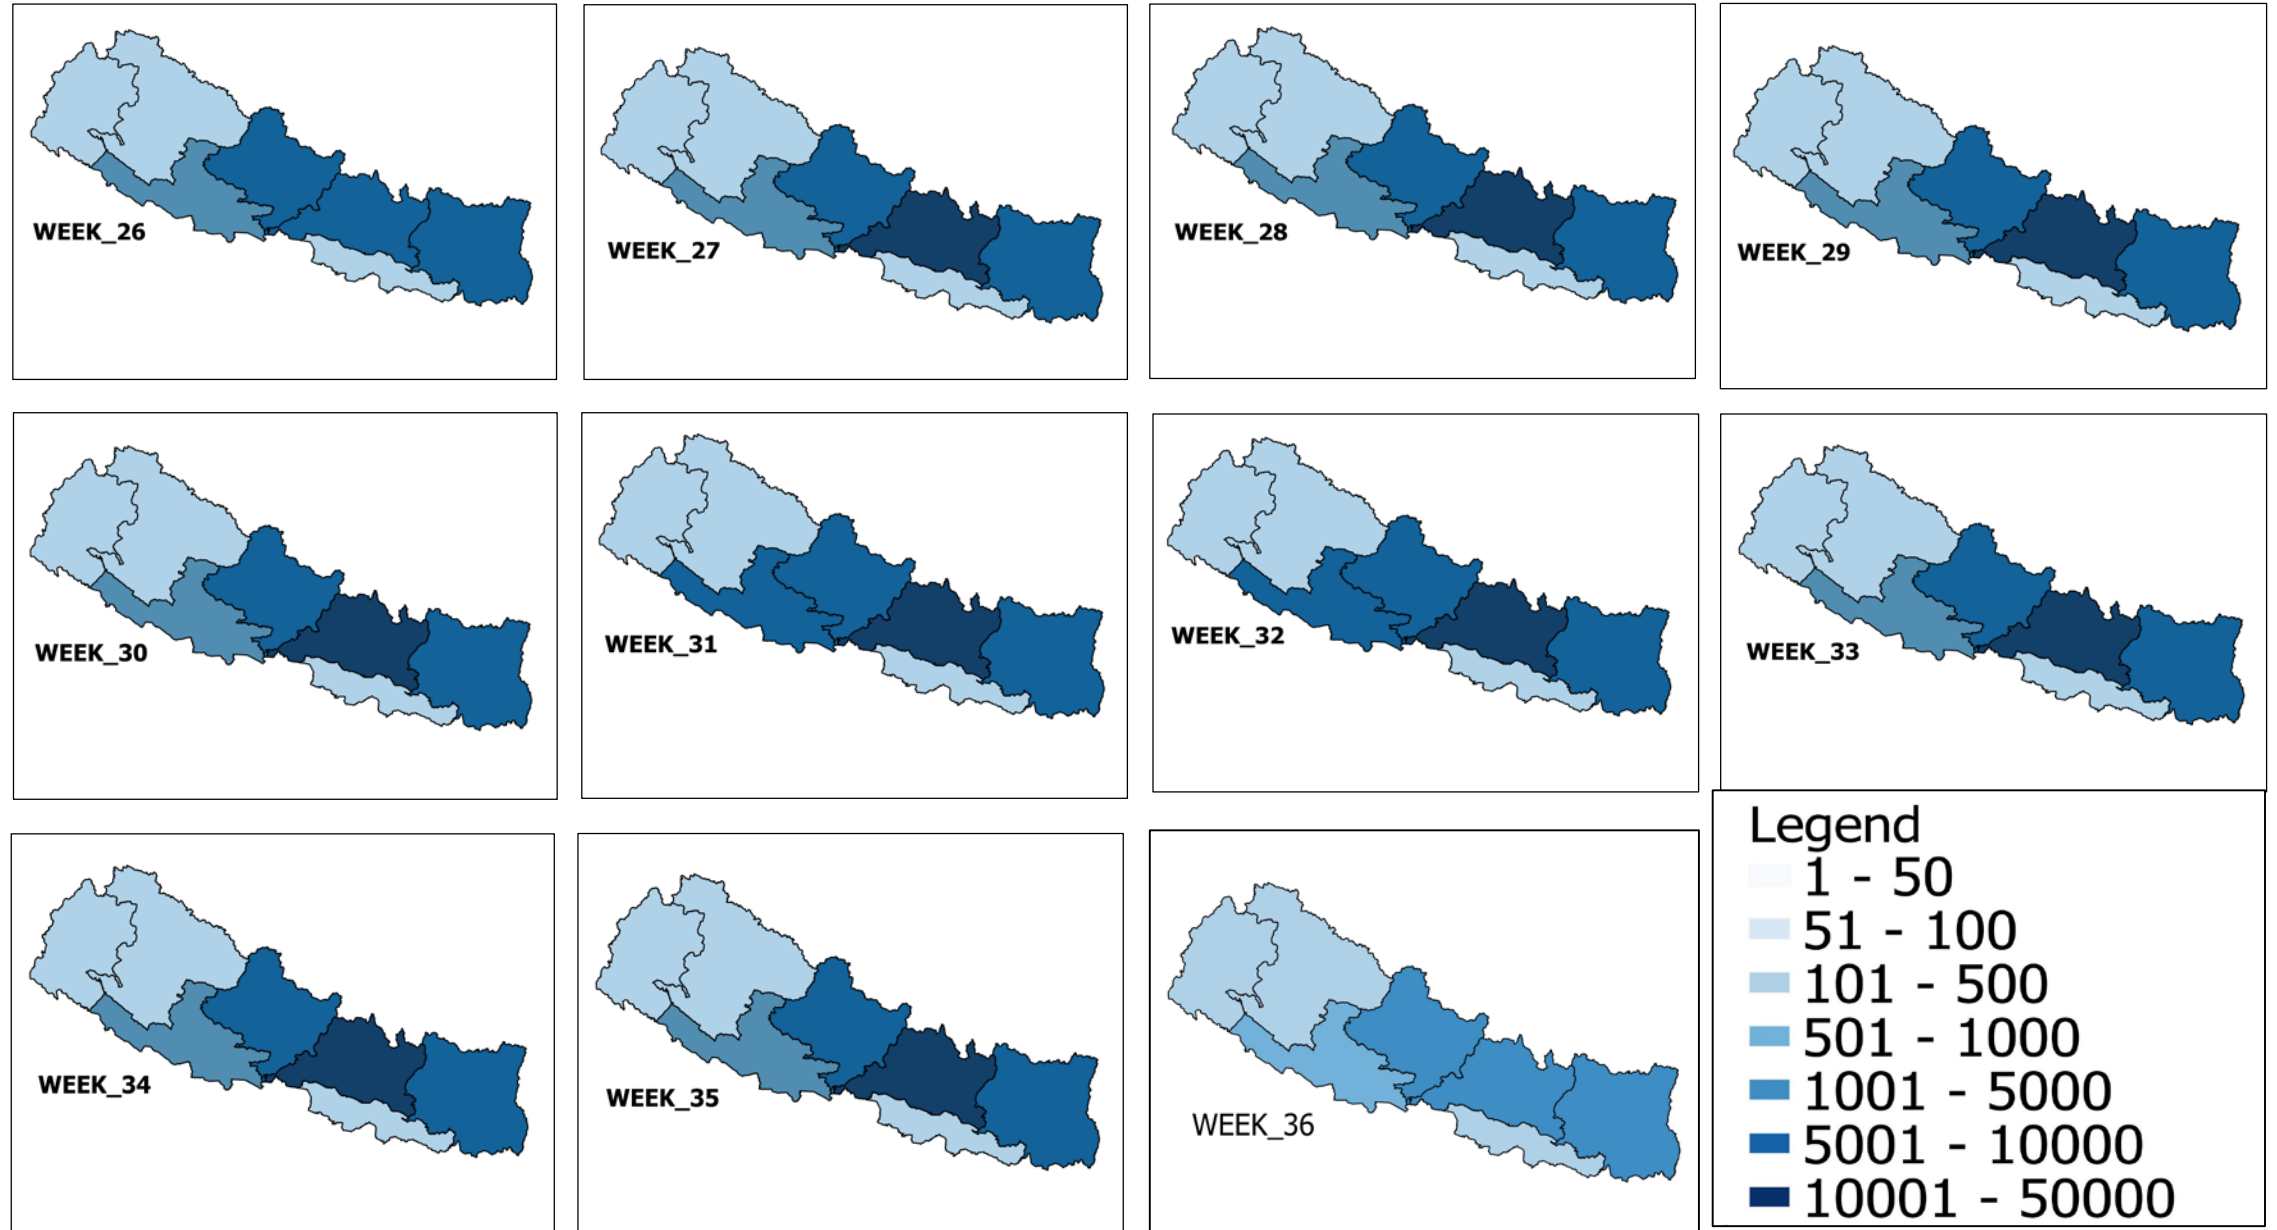 WEEK_26
WEEK_27
WEEK_28
WEEK_29
WEEK_30
WEEK_31
WEEK_32
WEEK_33
WEEK_34
WEEK_35
WEEK_36
Legend
1 - 50
51 - 100
101 - 500
501 - 1000
1001 - 5000
5001 - 10000
10001 - 50000